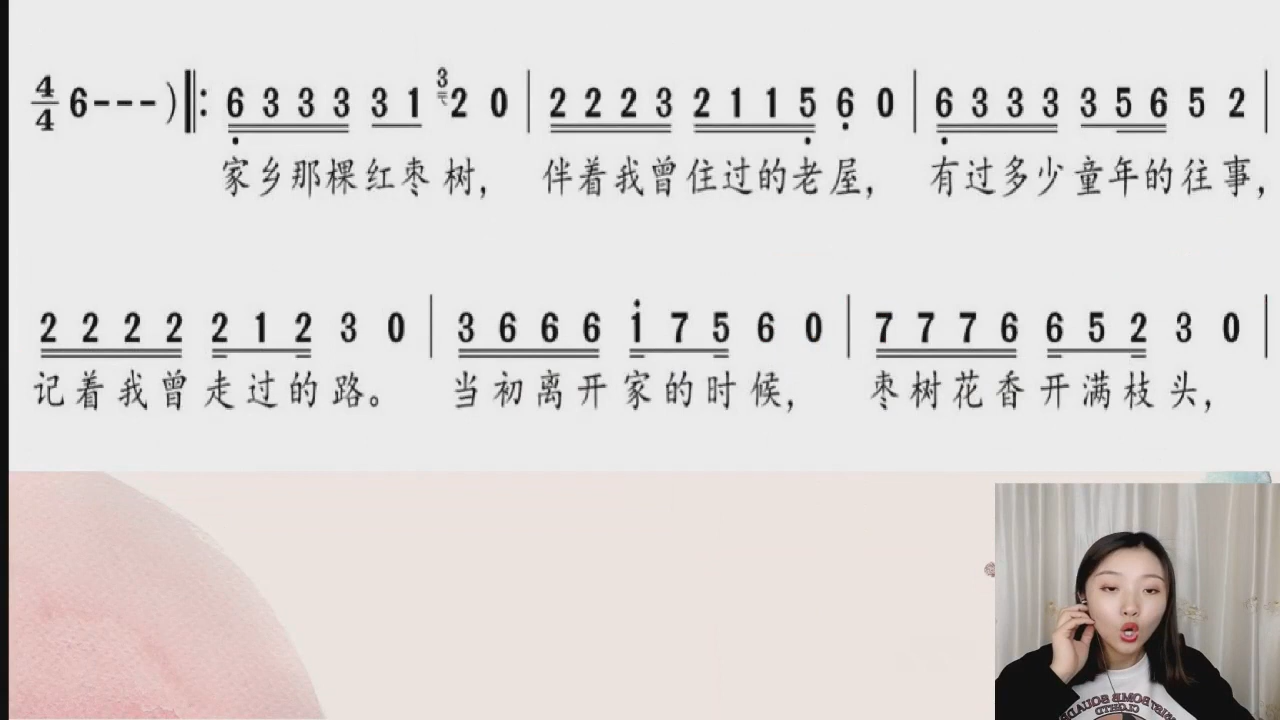 4/4 6 - - - ) ‖: 6 3 3 3 3 1 3 2 0 | 2 2 2 3 2 1 1 5 6 0 | 6 3 3 3 3 5 6 5 2 |
家乡那棵红枣树， 伴着我曾住过的老屋， 有过多少童年的往事，
2 2 2 2 2 1 2 3 0 | 3 6 6 6 1 7 5 6 0 | 7 7 7 6 6 5 2 3 0 |
记着我曾走过的路。 当初离开家的时候， 枣树花香开满枝头，